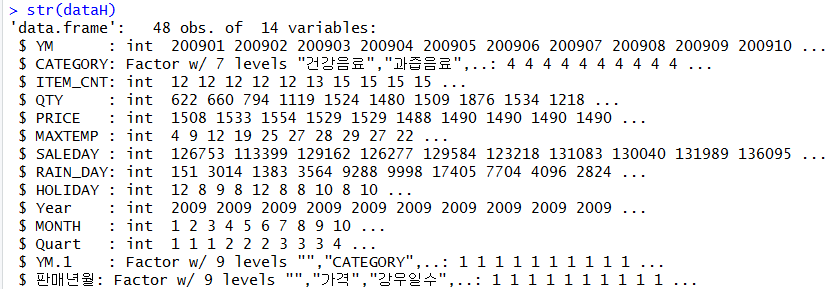 > str(dataH)
'data.frame':   48 obs. of  14 variables:
 $ YM      : int  200901 200902 200903 200904 200905 200906 200907 200908 200909 200910 ...
 $ CATEGORY: Factor w/ 7 levels "건강음료","과즙음료",..: 4 4 4 4 4 4 4 4 4 4 ...
 $ ITEM_CNT: int  12 12 12 12 12 13 15 15 15 15 ...
 $ QTY     : int  622 660 794 1119 1524 1480 1509 1876 1534 1218 ...
 $ PRICE   : int  1508 1533 1554 1529 1529 1488 1490 1490 1490 1490 ...
 $ MAXTEMP : int  4 9 12 19 25 27 28 29 27 22 ...
 $ SALEDAY : int  126753 113399 129162 126277 129584 123218 131083 130040 131989 136095 ...
 $ RAIN_DAY: int  151 3014 1383 3564 9288 9998 17405 7704 4096 2824 ...
 $ HOLIDAY : int  12 8 9 8 12 8 8 10 8 10 ...
 $ Year    : int  2009 2009 2009 2009 2009 2009 2009 2009 2009 2009 ...
 $ MONTH   : int  1 2 3 4 5 6 7 8 9 10 ...
 $ Quart   : int  1 1 1 2 2 2 3 3 3 4 ...
 $ YM.1    : Factor w/ 9 levels "","CATEGORY",..: 1 1 1 1 1 1 1 1 1 1 ...
 $ 판매년월: Factor w/ 9 levels "","가격","강우일수",..: 1 1 1 1 1 1 1 1 1 1 ...